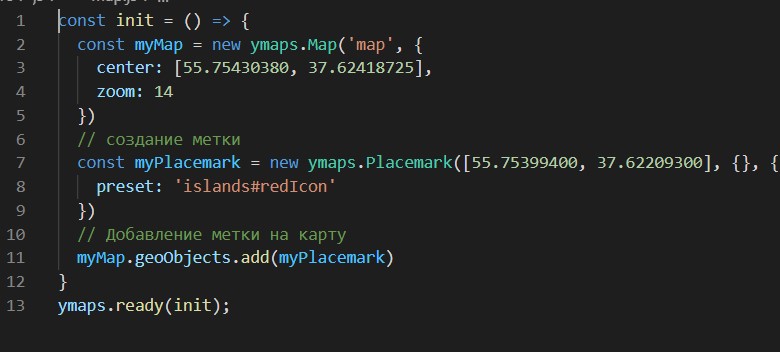 1 const init = () => {
2 const myMap = new ymaps.Map('map', {
3 center: [55.75430380, 37.62418725],
4 zoom: 14
5 })
6 // создание метки
7 const myPlacemark = new ymaps.Placemark([55.75399400, 37.62209300], {}, {
8 preset: 'islands#redIcon'
9 })
10 // Добавление метки на карту
11 myMap.geoObjects.add(myPlacemark)
12 }
13 ymaps.ready(init);